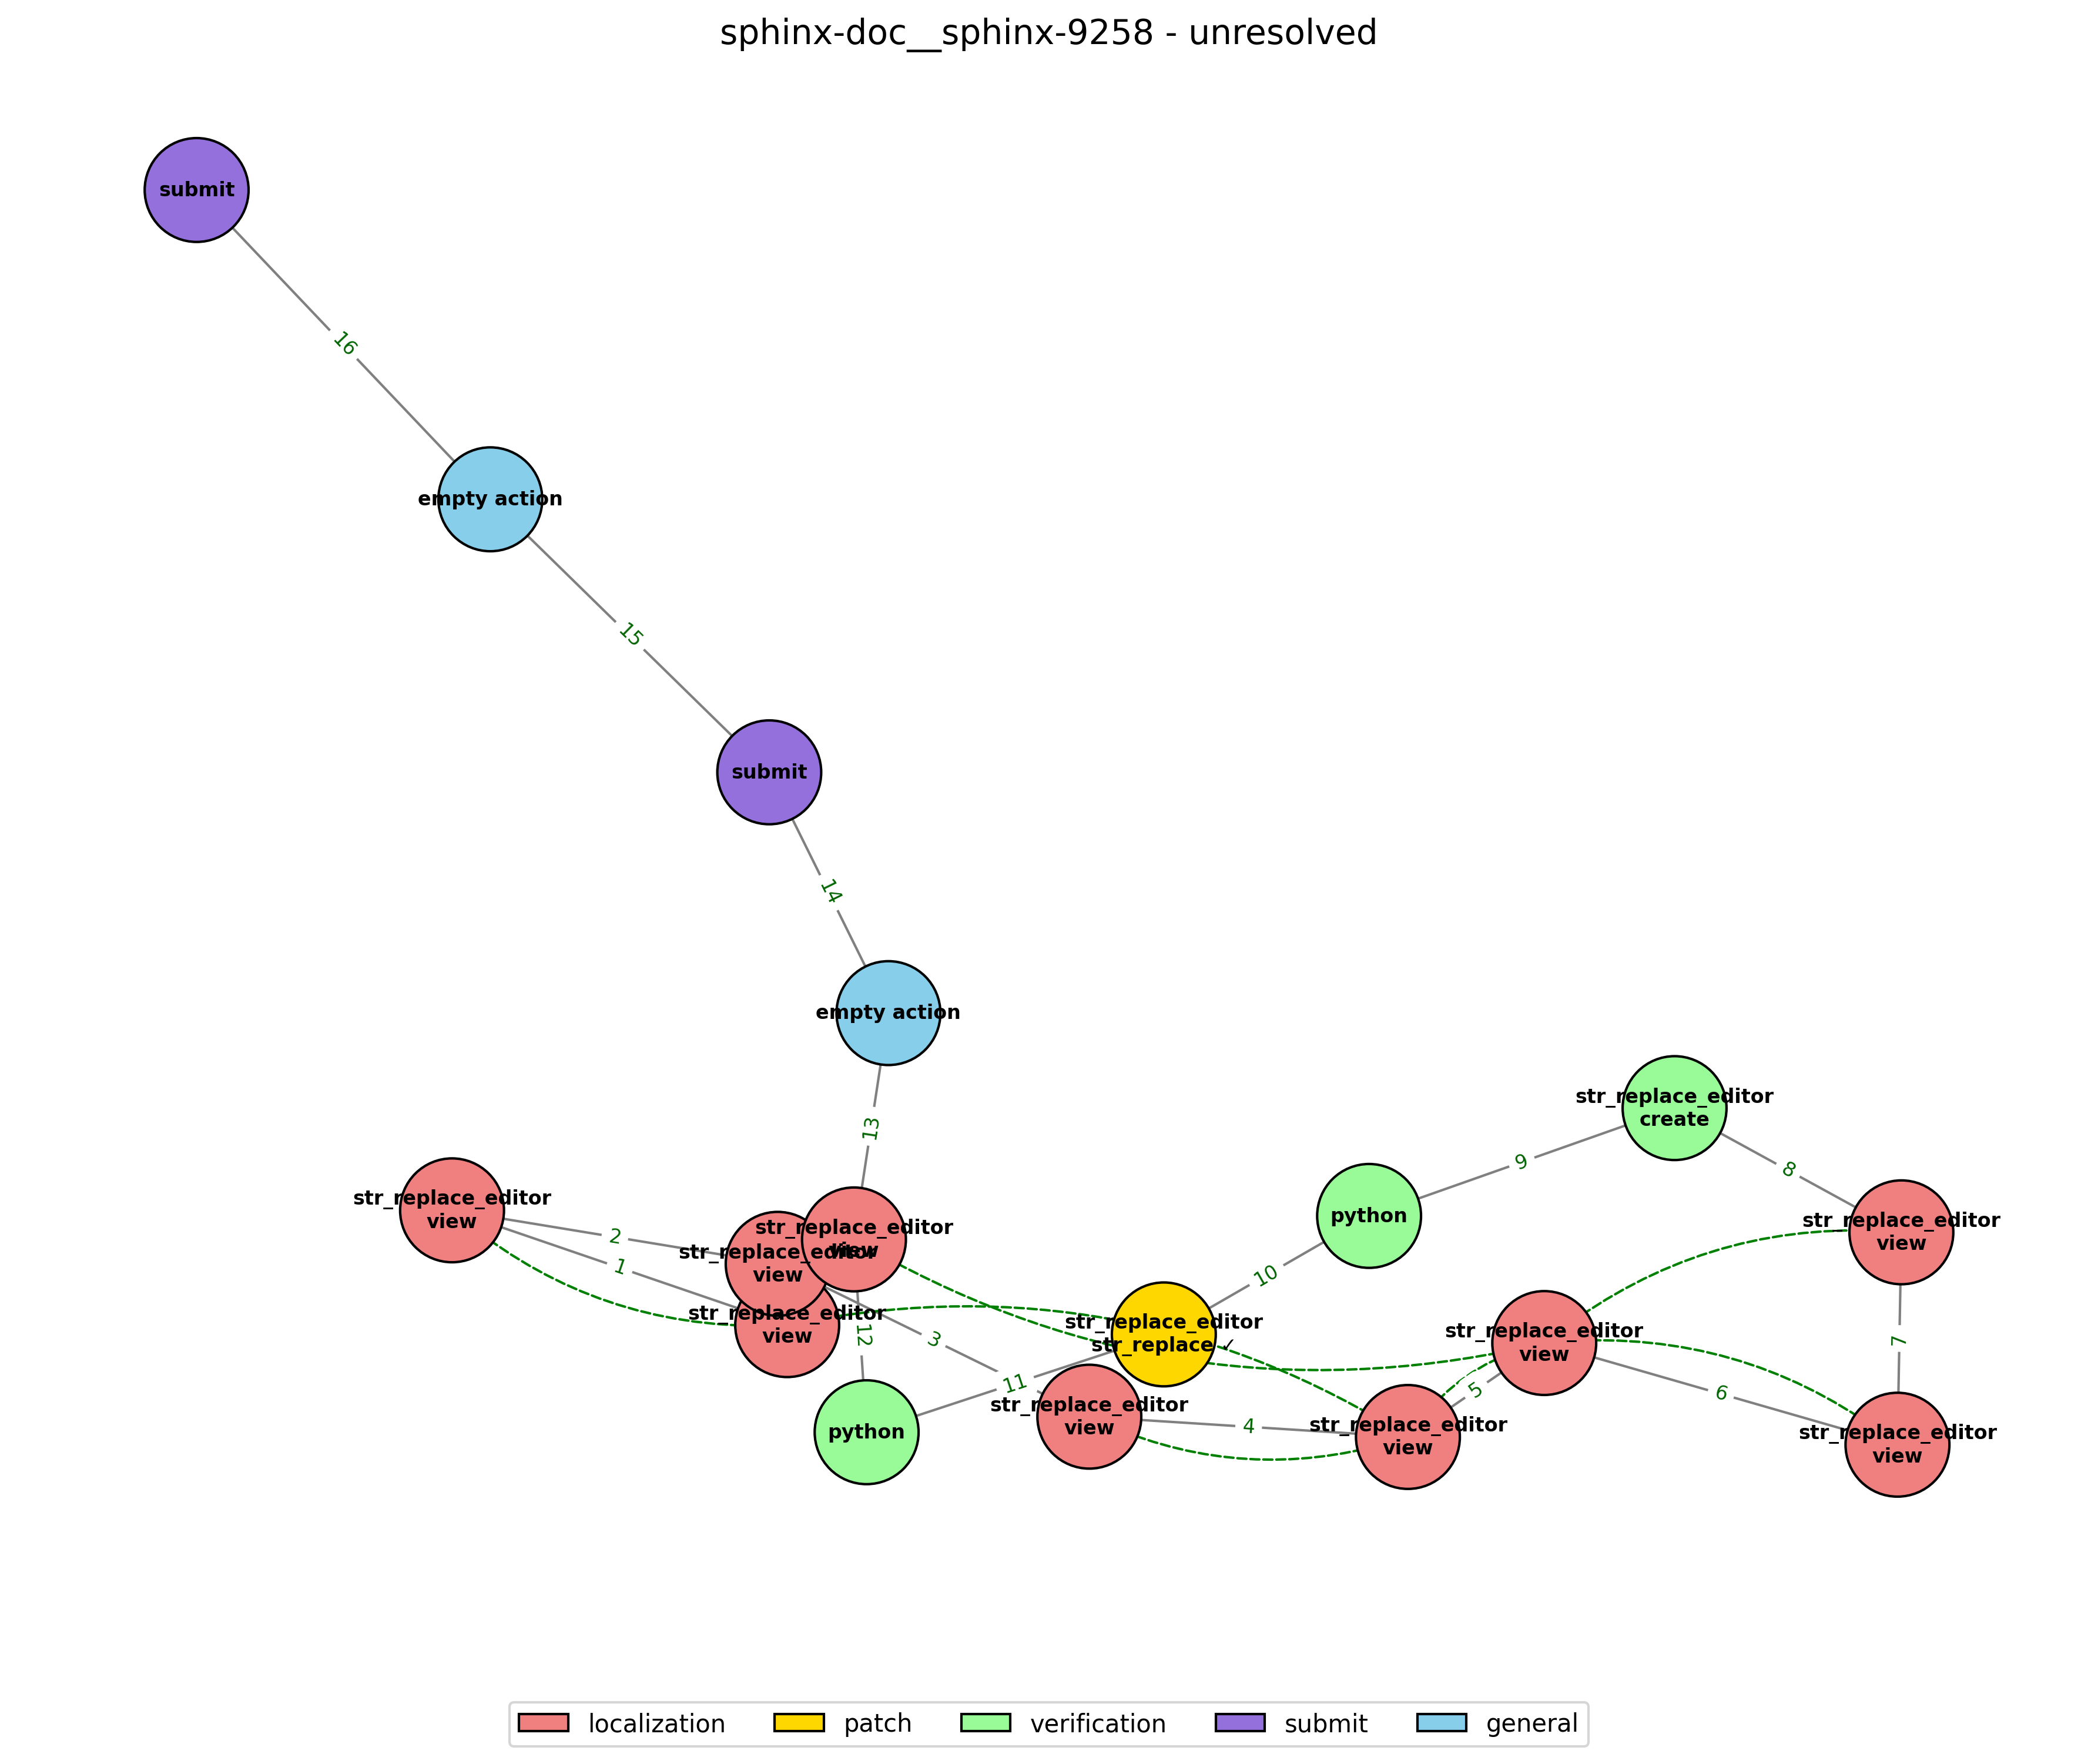 sphinx-doc__sphinx-9258 - unresolved
submit
16
empty action
15
submit
14
empty action
13
str_replace_editor
create
9
8
str_replace_editor
view
python
str_replace_editor
view
2
1
str_replace_editor
view
str_replace_editor
view
str_replace_editor
view
12
3
10
str_replace_editor
str_replace ✓
11
str_replace_editor
view
7
5
6
str_replace_editor
view
4
str_replace_editor
view
python
str_replace_editor
view
localization
patch
verification
submit
general